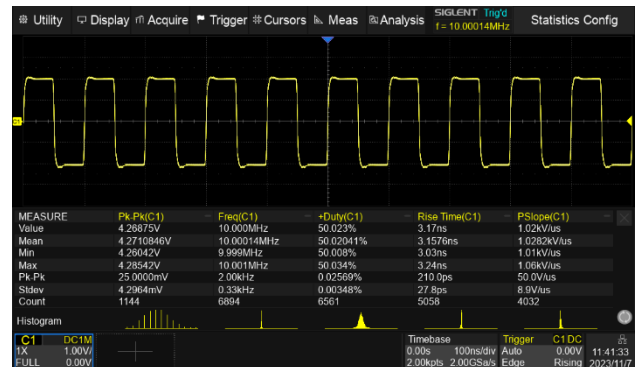 Utility Display Acquire Trigger Cursors Meas Analysis SIGLENT Trig'd Statistics Config
f = 10.00014MHz
C1
MEASURE Pk-Pk(C1) Freq(C1) +Duty(C1) Rise Time(C1) PSlope(C1)
Value 4.26875V 10.000MHz 50.023% 3.17ns 1.02kV/us
Mean 4.2710846V 10.00014MHz 50.02041% 3.1576ns 1.0282kV/us
Min 4.26042V 9.999MHz 50.008% 3.03ns 1.01kV/us
Max 4.28542V 10.001MHz 50.034% 3.24ns 1.06kV/us
Pk-Pk 25.0000mV 2.00kHz 0.02569% 210.0ps 50.0V/us
Stdev 4.2964mV 0.33kHz 0.00348% 27.8ps 8.9V/us
Count 1144 6894 6561 5058 4032
Histogram
C1 DC1M Timebase Trigger C1 DC
1X 1.00V/ 0.00s 100ns/div Auto 0.00V 11:41:33
FULL 0.00V 2.00kpts 2.00GSa/s Edge Rising 2023/11/7